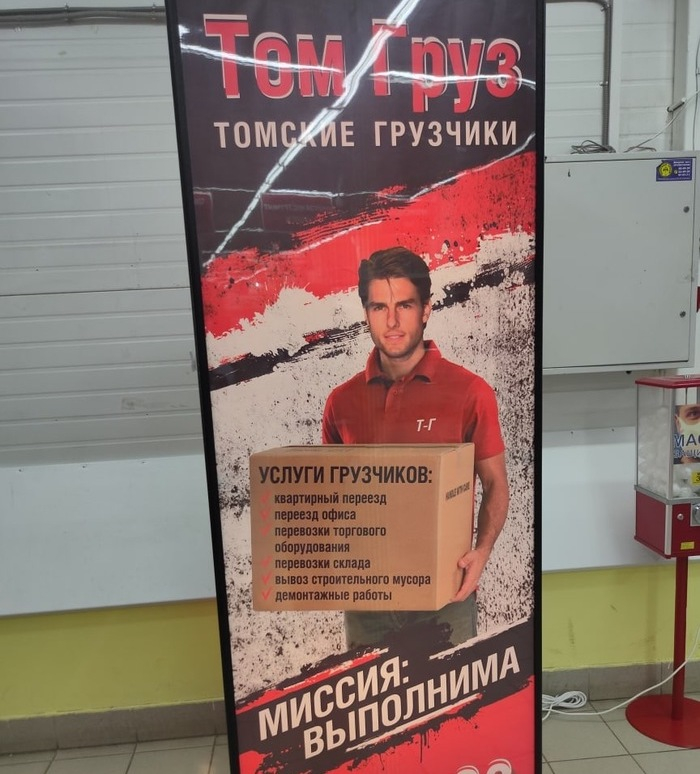 Том Груз
ТОМСКИЕ ГРУЗЧИКИ
Т-Г
УСЛУГИ ГРУЗЧИКОВ:
квартирный переезд
переезд офиса
перевозки торгового
оборудования
перевозки склада
вывоз строительного мусора
демонтажные работы
МИССИЯ:
ВЫПОЛНИМА